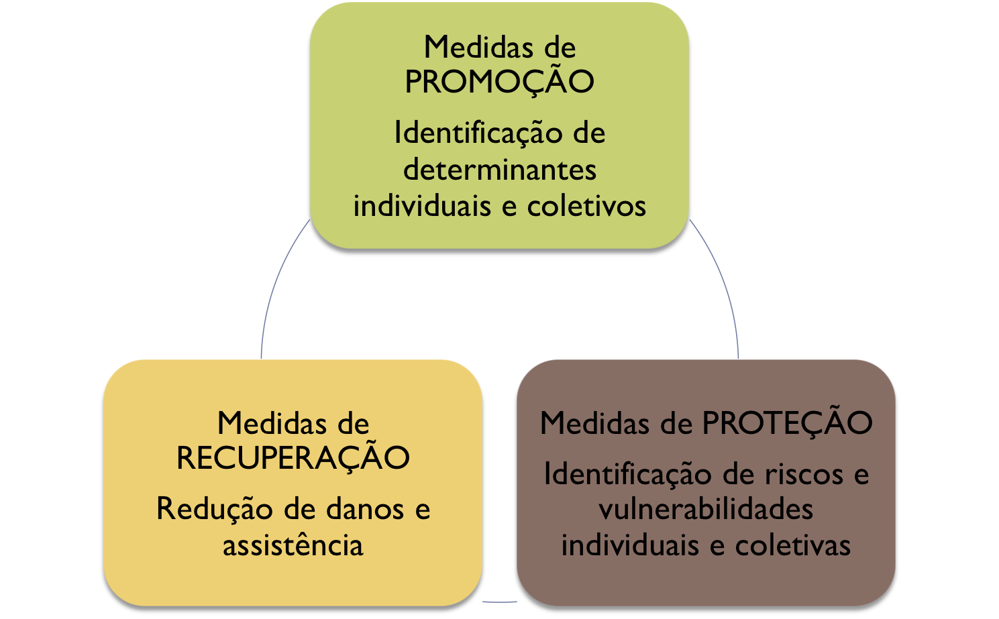 Medidas de
PROMOÇÃO
Identificação de
determinantes
individuais e coletivos
Medidas de
RECUPERAÇÃO
Redução de danos e
assistência
Medidas de PROTEÇÃO
Identificação de riscos e
vulnerabilidades
individuais e coletivas